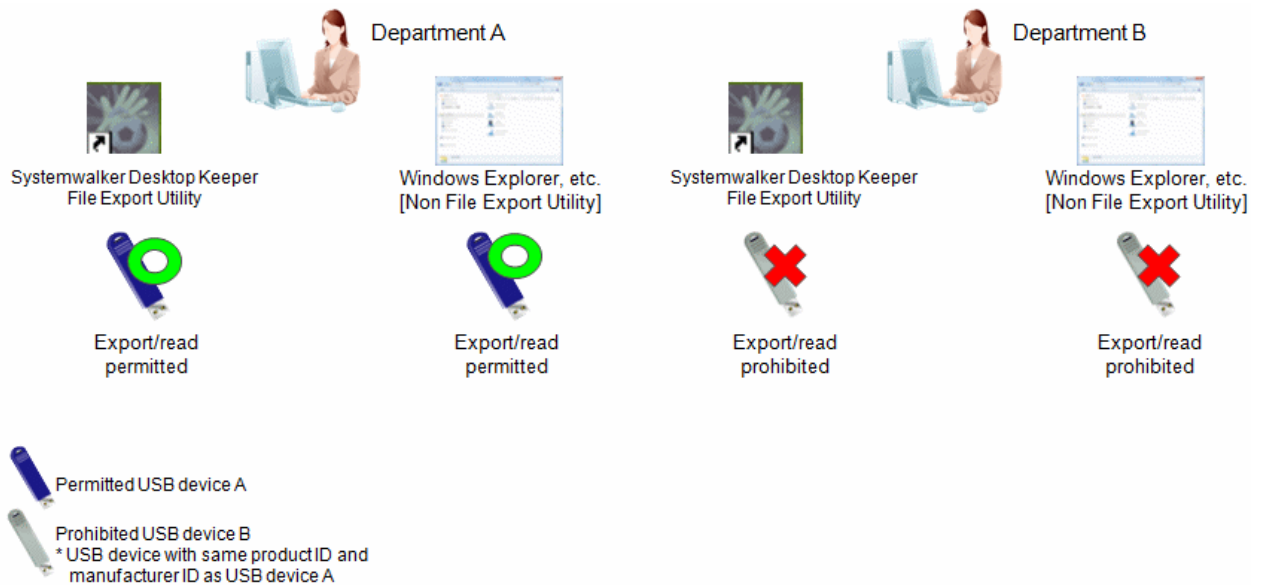 Department A
Department B
Systemwalker Desktop Keeper
File Export Utility
Windows Explorer, etc.
[Non File Export Utility]
Systemwalker Desktop Keeper
File Export Utility
Windows Explorer, etc.
[Non File Export Utility]
Export/read
permitted
Export/read
permitted
Export/read
prohibited
Export/read
prohibited
Permitted USB device A
Prohibited USB device B
* USB device with same product ID and
manufacturer ID as USB device A